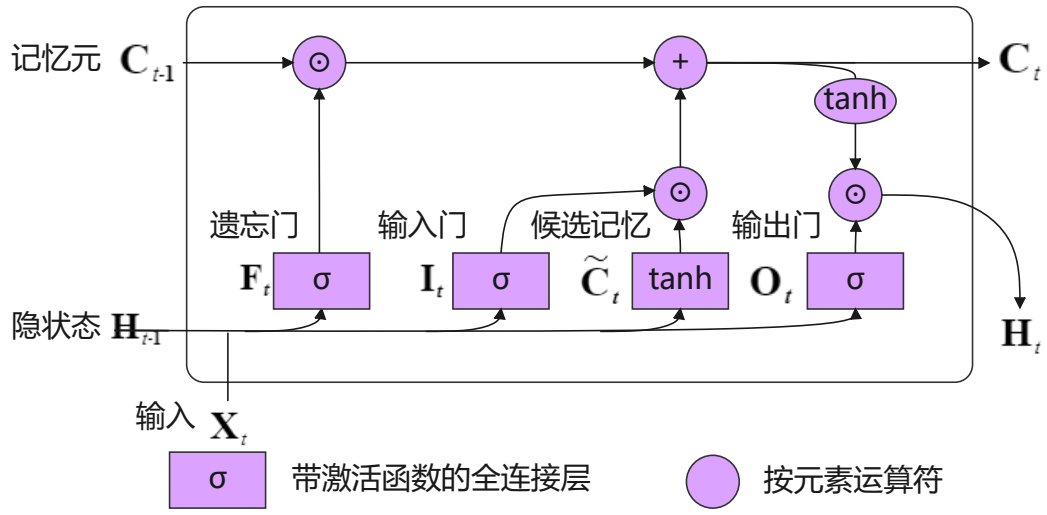 记忆元 C_{t-1} ⊙ + C_t
tanh
⊙ ⊙
遗忘门 输入门 候选记忆 输出门
F_t σ I_t σ C̃_t tanh O_t σ
隐状态 H_{t-1} H_t
输入 X_t
σ 带激活函数的全连接层 按元素运算符